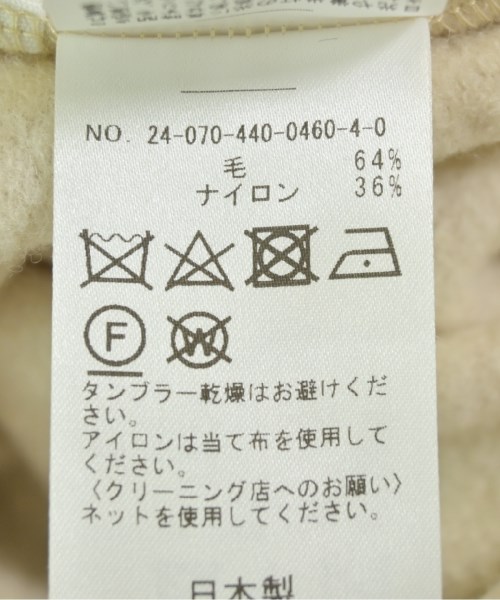 NO. 24-070-440-0460-4-0
毛 64%
ナイロン 36%
F
W
タンブラー乾燥はお避けくだ
さい。
アイロンは当て布を使用して
ください。
〈クリーニング店へのお願い〉
ネットを使用してください。
日本製